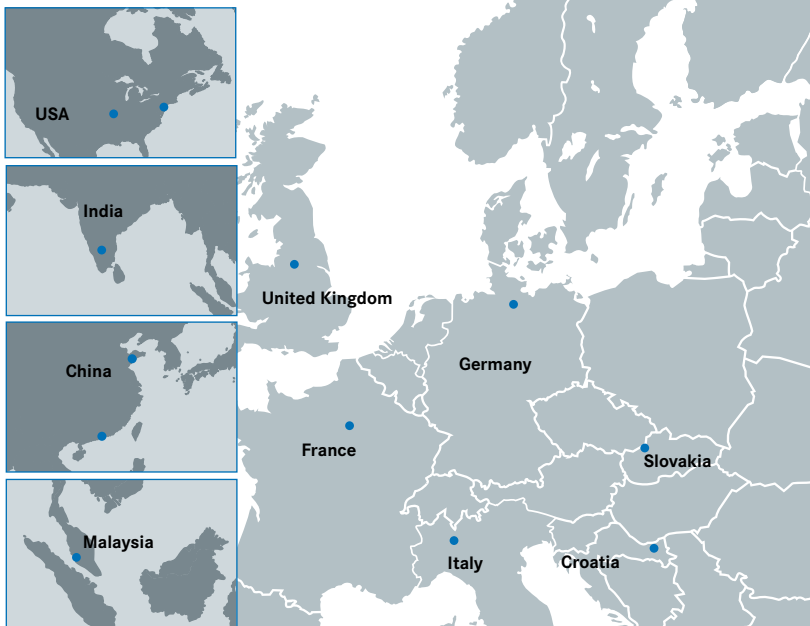 USA
India
China
Malaysia
United Kingdom
Germany
France
Slovakia
Italy
Croatia